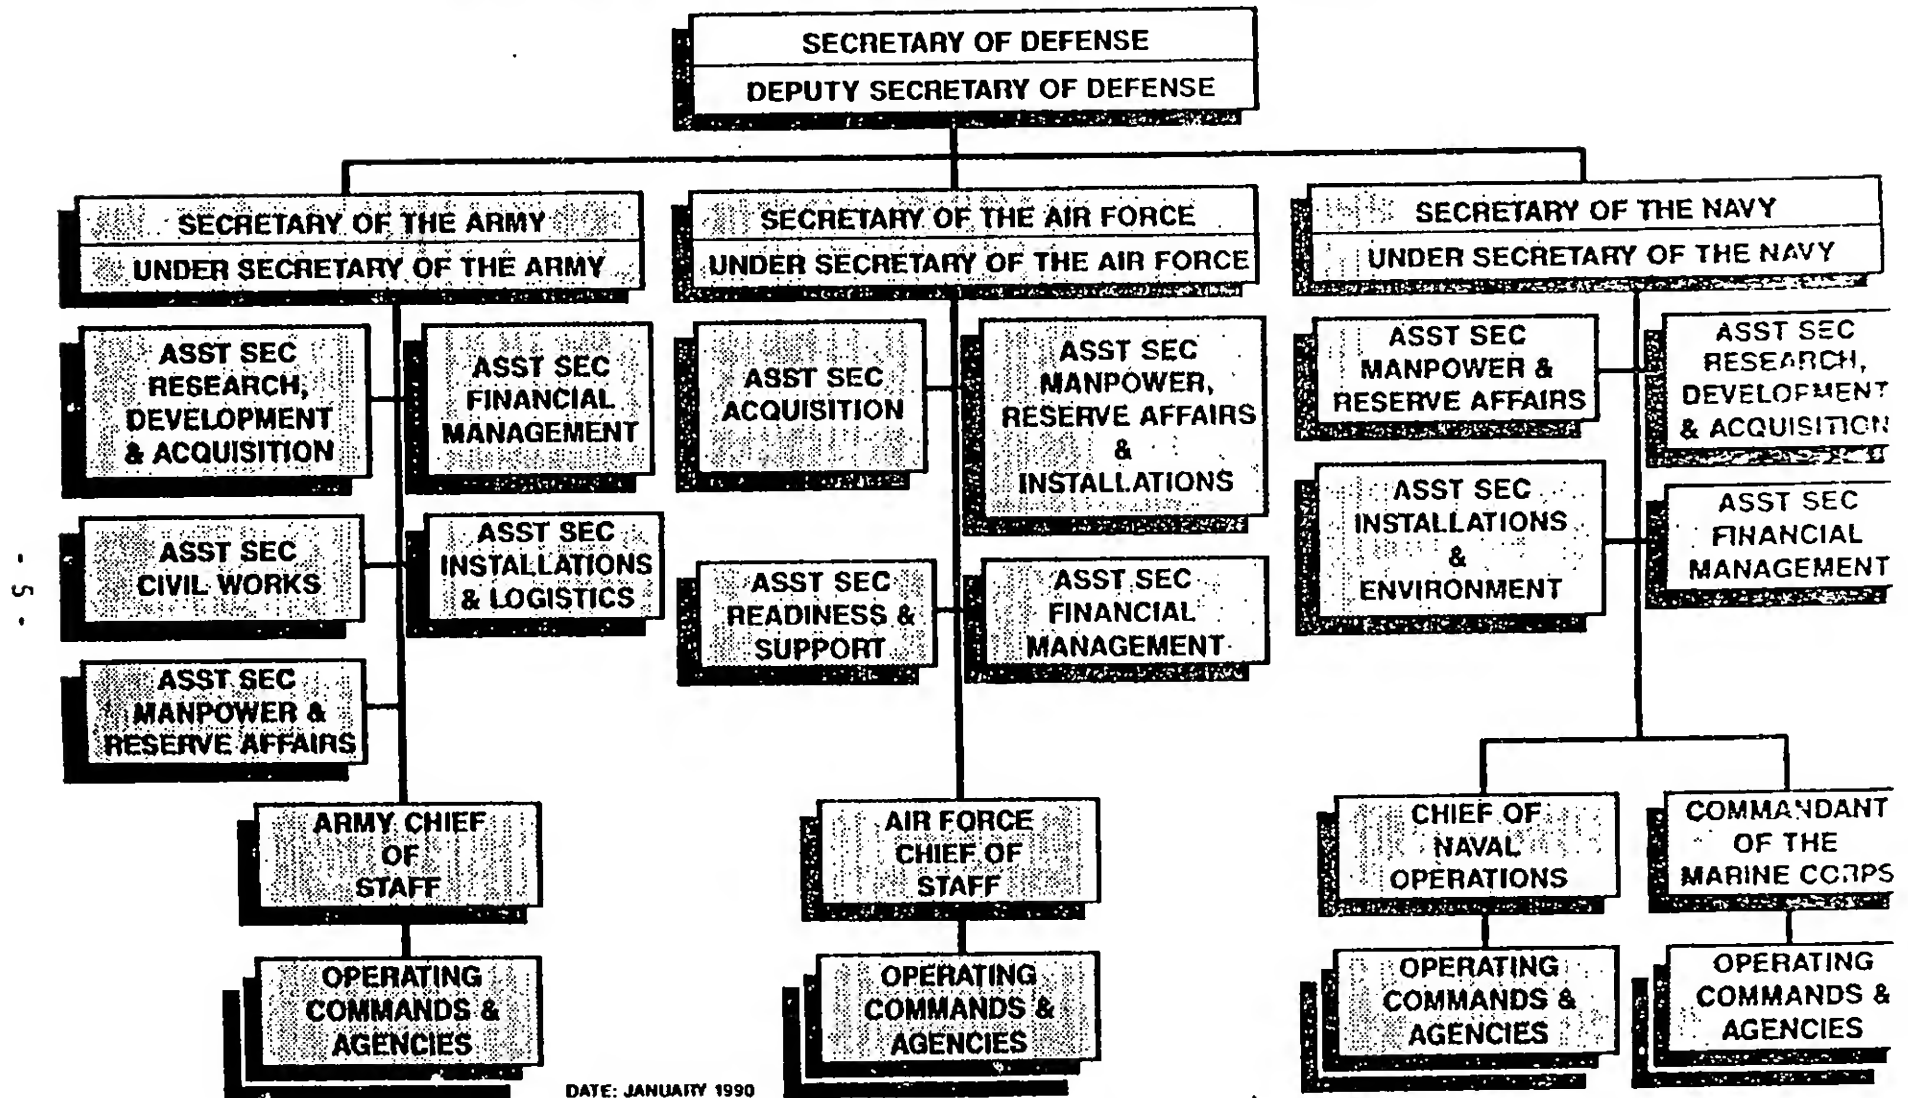 SECRETARY OF DEFENSE
DEPUTY SECRETARY OF DEFENSE
SECRETARY OF THE ARMY
UNDER SECRETARY OF THE ARMY
SECRETARY OF THE AIR FORCE
UNDER SECRETARY OF THE AIR FORCE
SECRETARY OF THE NAVY
UNDER SECRETARY OF THE NAVY
ASST SEC
RESEARCH,
DEVELOPMENT
& ACQUISITION
ASST SEC
FINANCIAL
MANAGEMENT
ASST SEC
CIVIL WORKS
ASST SEC
INSTALLATIONS
& LOGISTICS
ASST SEC
MANPOWER &
RESERVE AFFAIRS
ARMY CHIEF
OF
STAFF
OPERATING
COMMANDS &
AGENCIES
ASST SEC
ACQUISITION
ASST SEC
MANPOWER,
RESERVE AFFAIRS
&
INSTALLATIONS
ASST SEC
READINESS &
SUPPORT
ASST SEC
FINANCIAL
MANAGEMENT
AIR FORCE
CHIEF OF
STAFF
OPERATING
COMMANDS &
AGENCIES
ASST SEC
MANPOWER &
RESERVE AFFAIRS
ASST SEC
RESEARCH,
DEVELOPMENT
& ACQUISITION
ASST SEC
INSTALLATIONS
&
ENVIRONMENT
ASST SEC
FINANCIAL
MANAGEMENT
CHIEF OF
NAVAL
OPERATIONS
COMMANDANT
OF THE
MARINE CORPS
OPERATING
COMMANDS &
AGENCIES
OPERATING
COMMANDS &
AGENCIES
DATE: JANUARY 1990
- 5 -